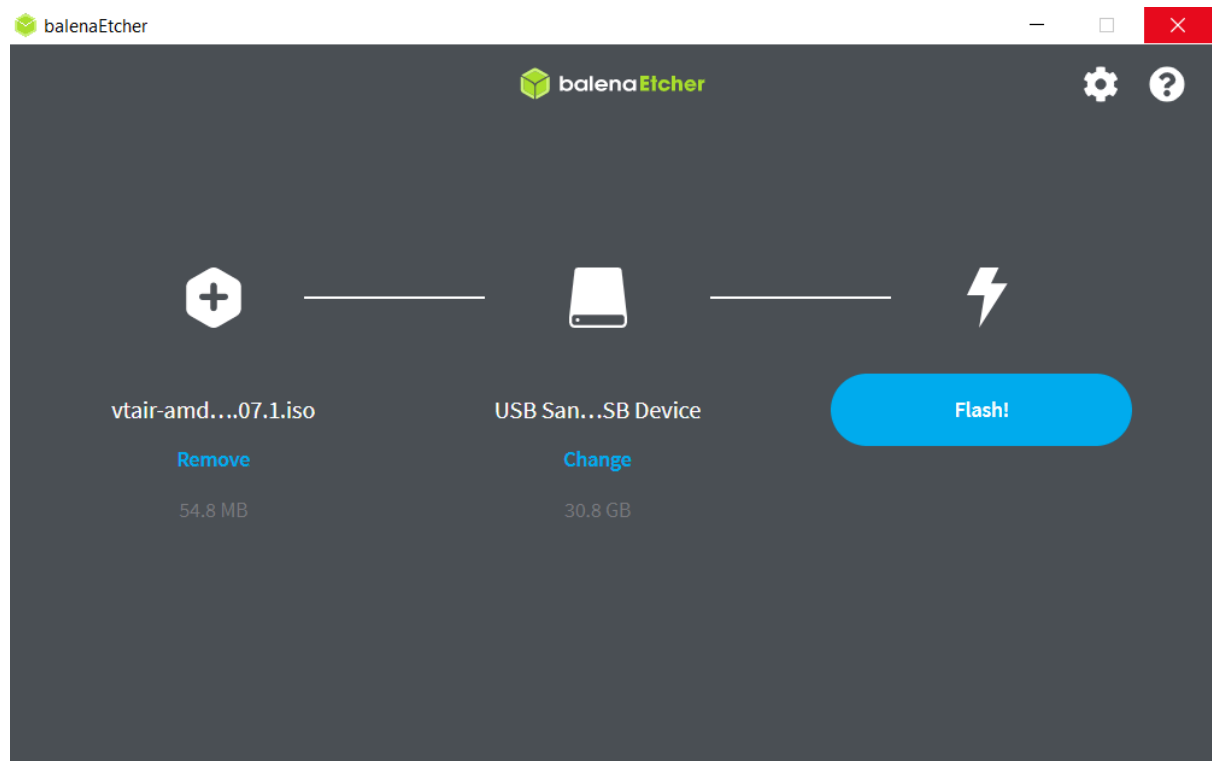 balenaEtcher
balenaEtcher
vtair-amd….07.1.iso
USB San…SB Device
Flash!
Remove
Change
54.8 MB
30.8 GB